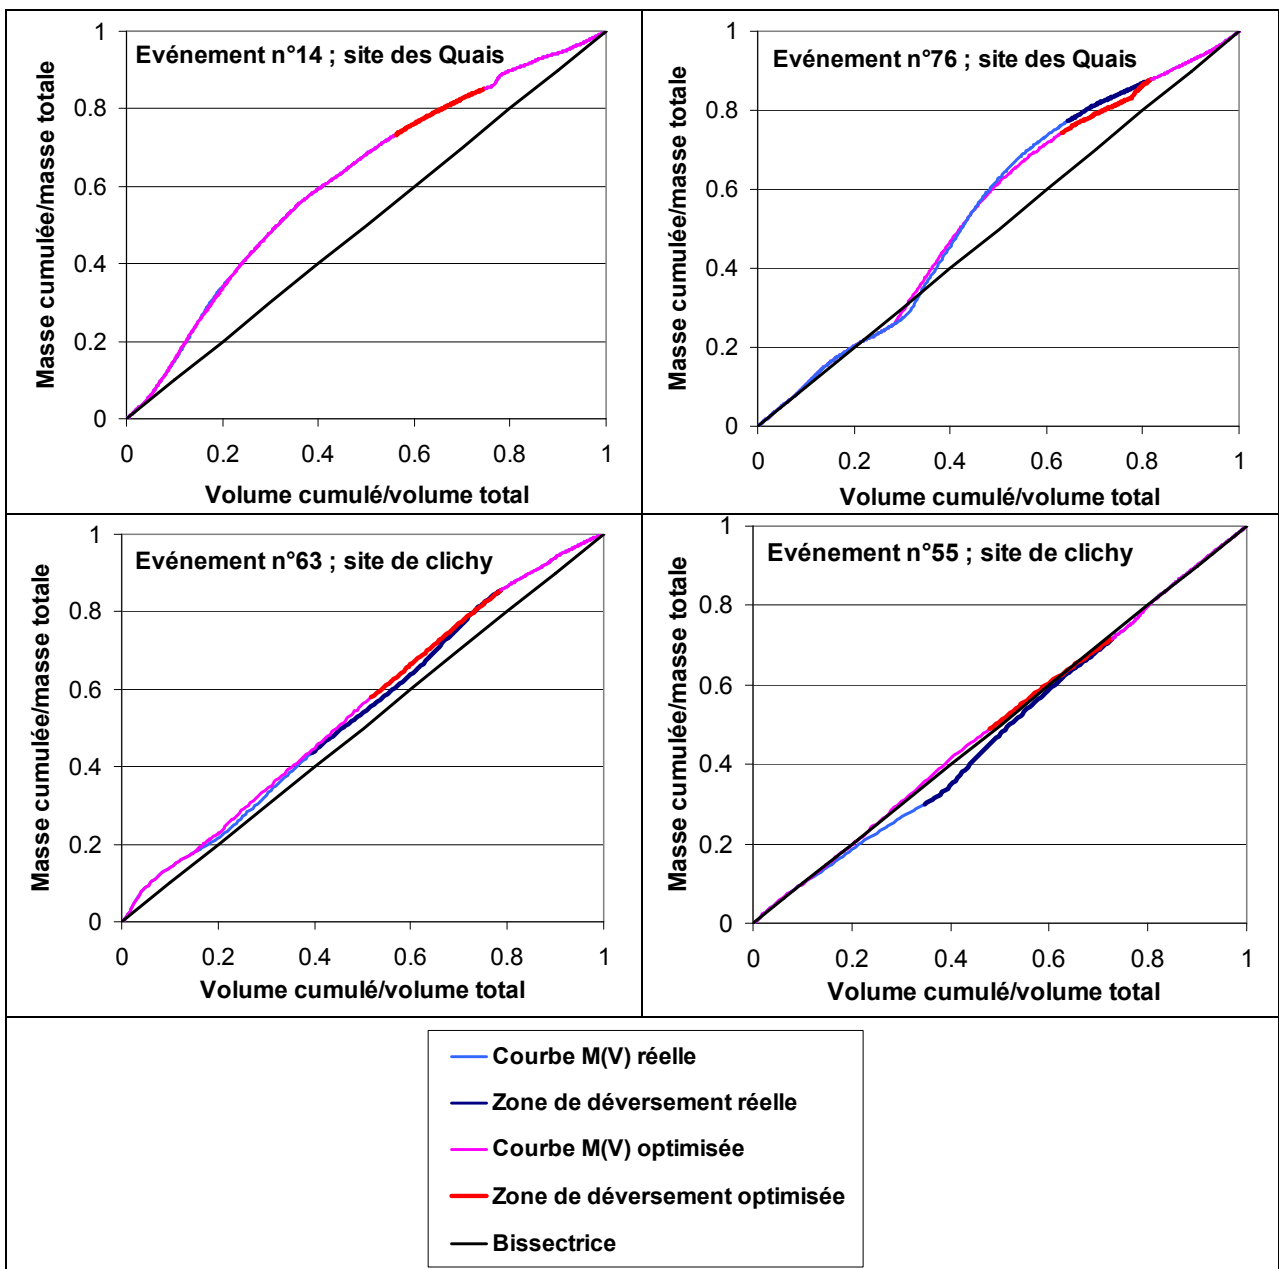 Evénement n°14 ; site des Quais
Masse cumulée/masse totale
1
0.8
0.6
0.4
0.2
0
0 0.2 0.4 0.6 0.8 1
Volume cumulé/volume total
Evénement n°76 ; site des Quais
Masse cumulée/masse totale
1
0.8
0.6
0.4
0.2
0
0 0.2 0.4 0.6 0.8 1
Volume cumulé/volume total
Evénement n°63 ; site de clichy
Masse cumulée/masse totale
1
0.8
0.6
0.4
0.2
0
0 0.2 0.4 0.6 0.8 1
Volume cumulé/volume total
Evénement n°55 ; site de clichy
Masse cumulée/masse totale
1
0.8
0.6
0.4
0.2
0
0 0.2 0.4 0.6 0.8 1
Volume cumulé/volume total
Courbe M(V) réelle
Zone de déversement réelle
Courbe M(V) optimisée
Zone de déversement optimisée
Bissectrice